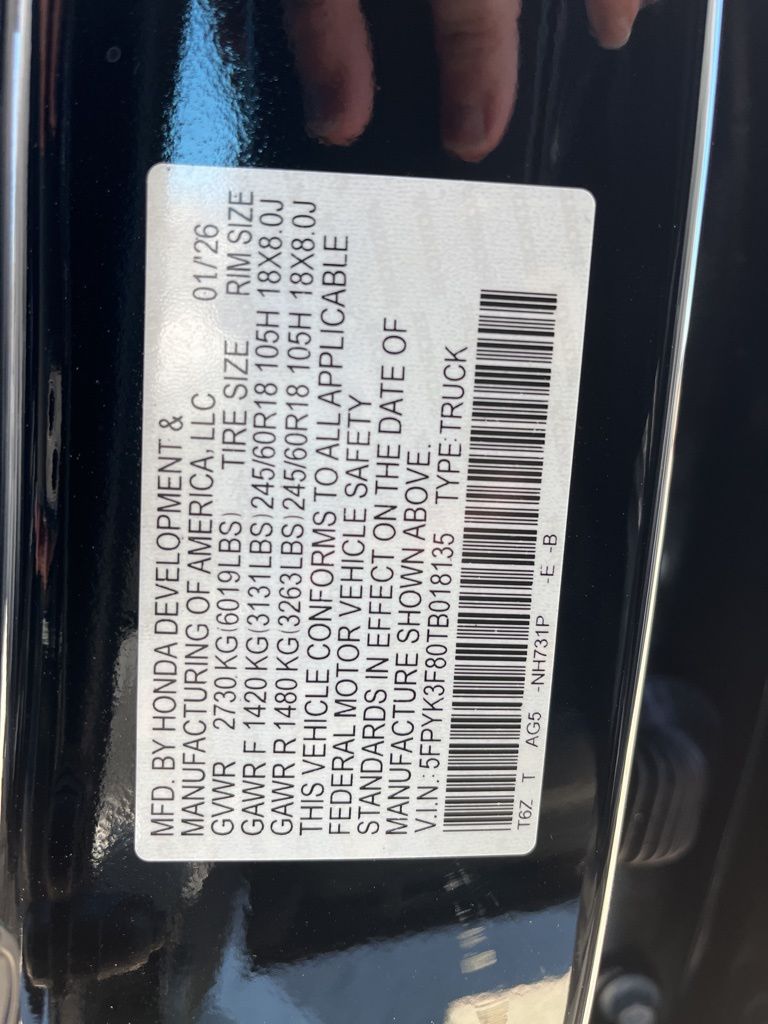 MFD. BY HONDA DEVELOPMENT &
MANUFACTURING OF AMERICA, LLC 01/'26
GVWR 2730 KG(6019LBS) TIRE SIZE RIM SIZE
GAWR F 1420 KG(3131LBS) 245/60R18 105H 18X8.0J
GAWR R 1480 KG(3263LBS) 245/60R18 105H 18X8.0J
THIS VEHICLE CONFORMS TO ALL APPLICABLE
FEDERAL MOTOR VEHICLE SAFETY
STANDARDS IN EFFECT ON THE DATE OF
MANUFACTURE SHOWN ABOVE.
V.I.N.: 5FPYK3F80TB018135 TYPE:TRUCK
T6Z T AG5 -NH731P -E -B